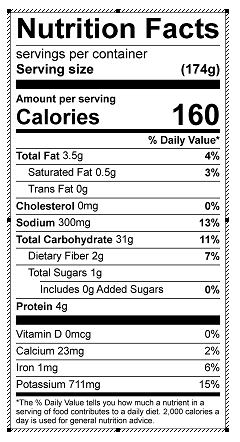 Nutrition Facts
servings per container
Serving size (174g)
Amount per serving
Calories 160
% Daily Value*
Total Fat 3.5g 4%
Saturated Fat 0.5g 3%
Trans Fat 0g
Cholesterol 0mg 0%
Sodium 300mg 13%
Total Carbohydrate 31g 11%
Dietary Fiber 2g 7%
Total Sugars 1g
Includes 0g Added Sugars 0%
Protein 4g
Vitamin D 0mcg 0%
Calcium 23mg 2%
Iron 1mg 6%
Potassium 711mg 15%
*The % Daily Value tells you how much a nutrient in a
serving of food contributes to a daily diet. 2,000 calories a
day is used for general nutrition advice.